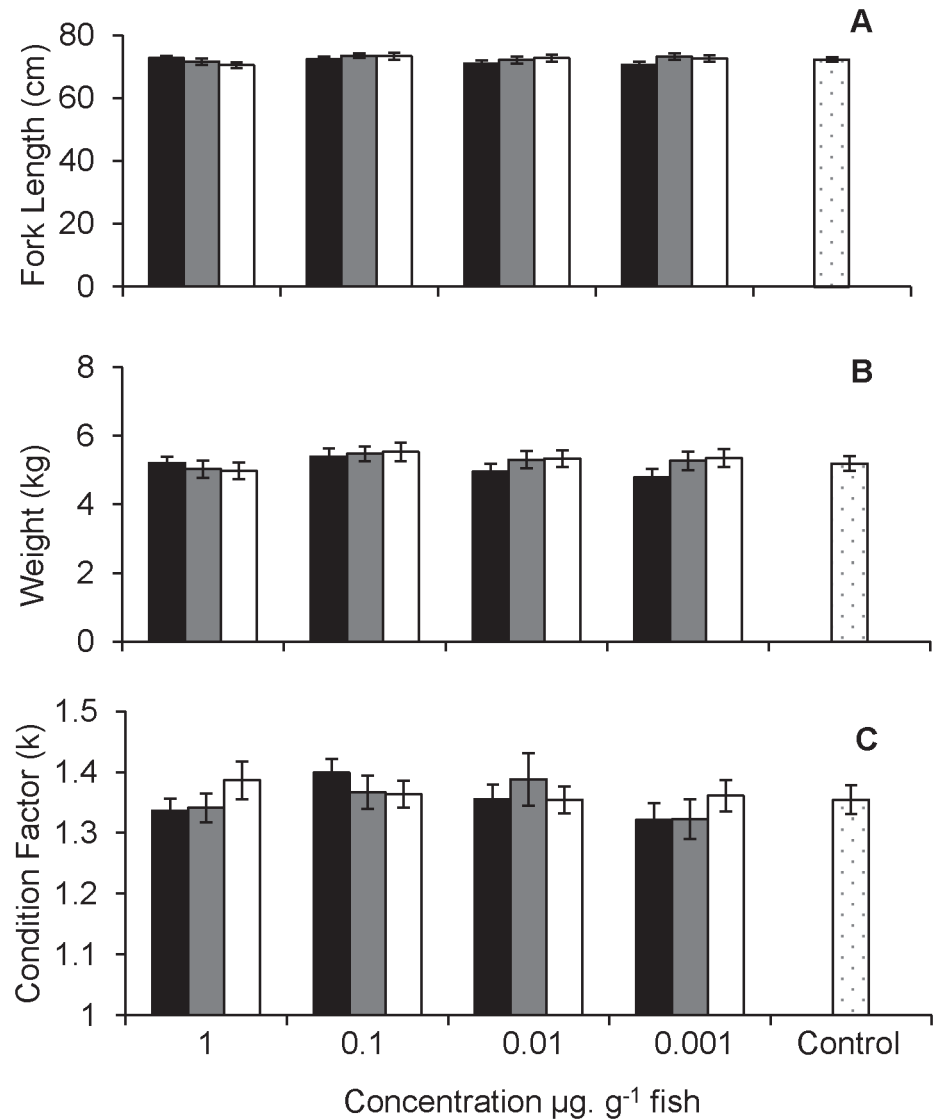 A
Fork Length (cm)
80
60
40
20
0
B
Weight (kg)
8
6
4
2
0
C
Condition Factor (k)
1.5
1.4
1.3
1.2
1.1
1
1 0.1 0.01 0.001 Control
Concentration µg. g⁻¹ fish